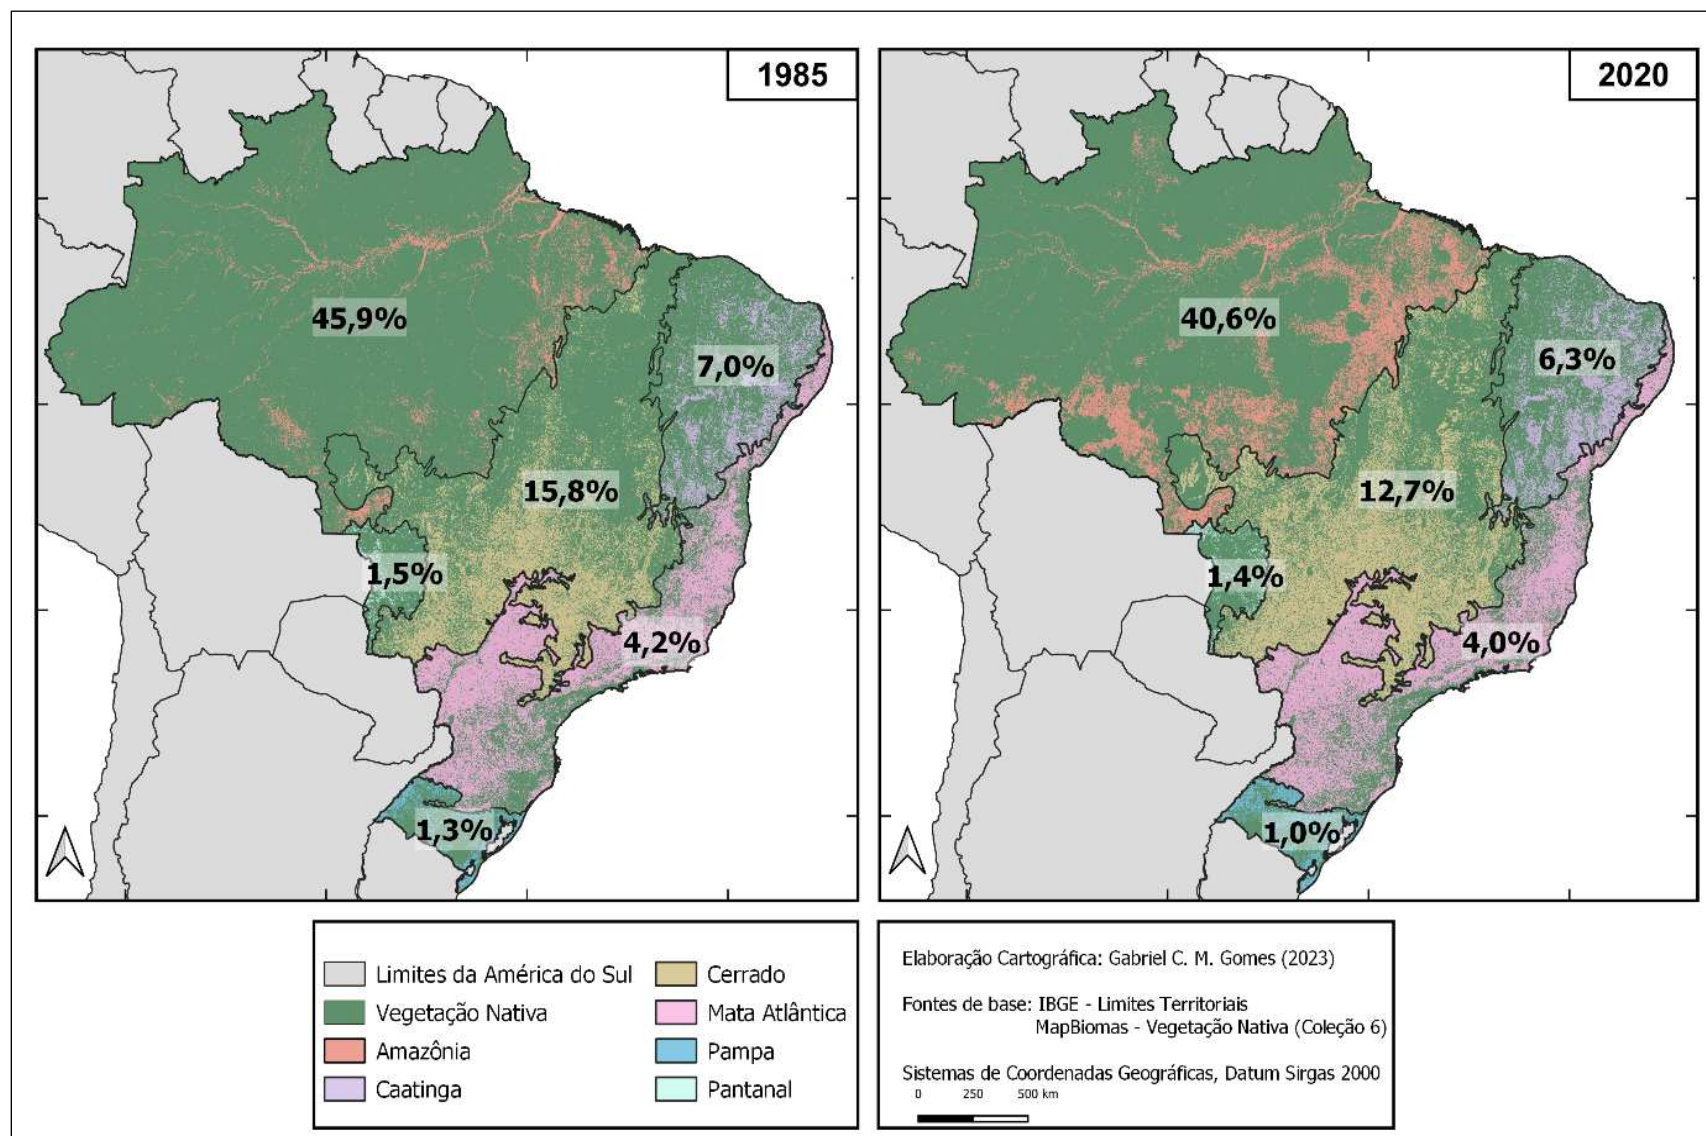 1985
45,9%
7,0%
15,8%
1,5%
4,2%
1,3%
2020
40,6%
6,3%
12,7%
1,4%
4,0%
1,0%
Limites da América do Sul
Vegetação Nativa
Amazônia
Caatinga
Cerrado
Mata Atlântica
Pampa
Pantanal
Elaboração Cartográfica: Gabriel C. M. Gomes (2023)
Fontes de base: IBGE - Limites Territoriais
MapBiomas - Vegetação Nativa (Coleção 6)
Sistemas de Coordenadas Geográficas, Datum Sirgas 2000
0 250 500 km